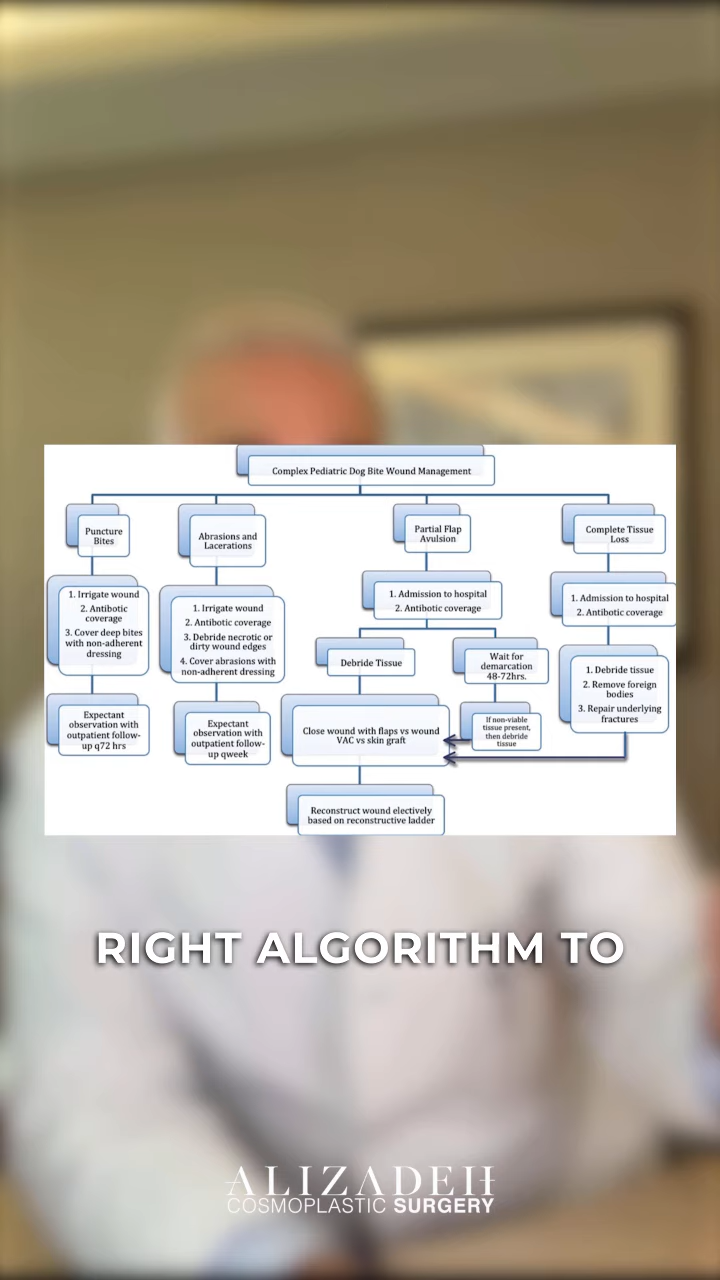 Complex Pediatric Dog Bite Wound Management
Puncture
Bites
1. Irrigate wound
2. Antibotic
coverage
3. Cover deep bites
with non-adherent
dressing
Expectant
observation with
outpatient follow-
up q72 hrs
Abrasions and
Lacerations
1. Irrigate wound
2. Antibiotic coverage
3. Debride necrotic or
dirty wound edges
4. Cover abrasions with
non-adherent dressing
Expectant
observation with
outpatient follow-
up qweek
Partial Flap
Avulsion
1. Admission to hospital
2. Antibiotic coverage
Debride Tissue
Wait for
demarcation
48-72hrs.
If non-viable
tissue present,
then debride
tissue
Close wound with flaps vs wound
VAC vs skin graft
Reconstruct wound electively
based on reconstructive ladder
Complete Tissue
Loss
1. Admission to hospital
2. Antibiotic coverage
1. Debride tissue
2. Remove foreign
bodies
3. Repair underlying
fractures
RIGHT ALGORITHM TO
ALIZADEH
COSMOPLASTIC SURGERY